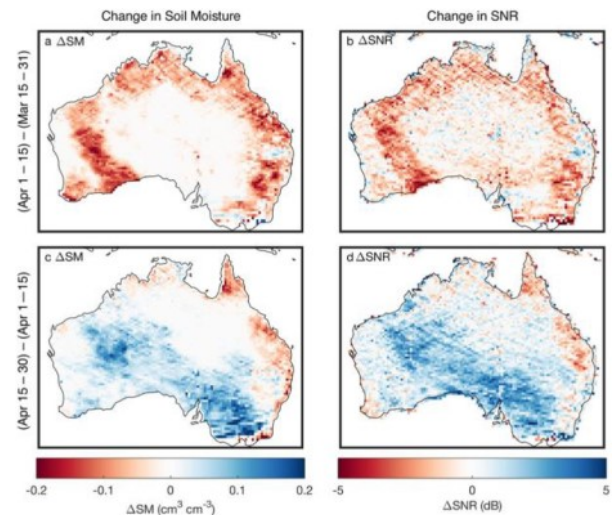 Change in Soil Moisture
Change in SNR
(Apr 1 – 15) – (Mar 15 – 31)
a ΔSM
b ΔSNR
(Apr 15 – 30) – (Apr 1 – 15)
c ΔSM
d ΔSNR
-0.2 -0.1 0 0.1 0.2
ΔSM (cm³ cm⁻³)
-5 0 5
ΔSNR (dB)